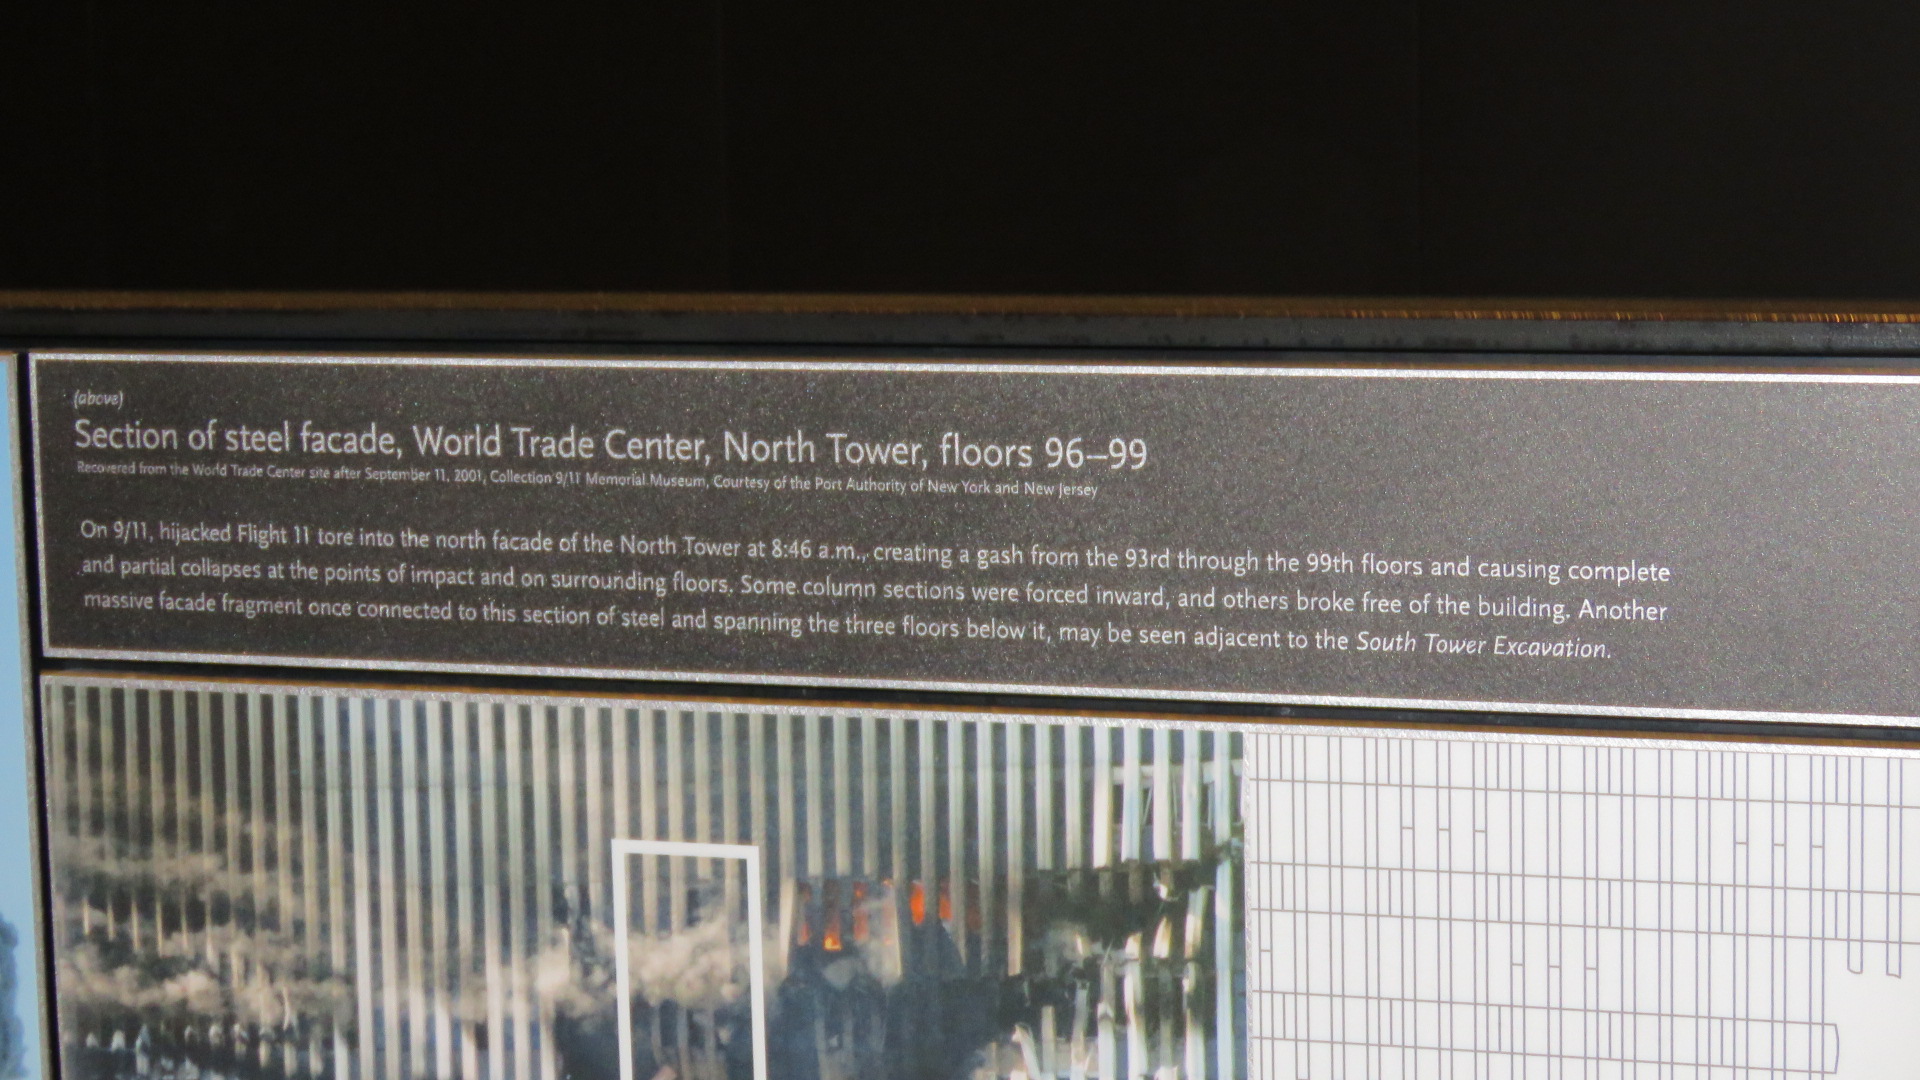 (above)
Section of steel facade, World Trade Center, North Tower, floors 96–99
Recovered from the World Trade Center site after September 11, 2001, Collection 9/11 Memorial Museum, Courtesy of the Port Authority of New York and New Jersey
On 9/11, hijacked Flight 11 tore into the north facade of the North Tower at 8:46 a.m., creating a gash from the 93rd through the 99th floors and causing complete
and partial collapses at the points of impact and on surrounding floors. Some column sections were forced inward, and others broke free of the building. Another
massive facade fragment once connected to this section of steel and spanning the three floors below it, may be seen adjacent to the South Tower Excavation.